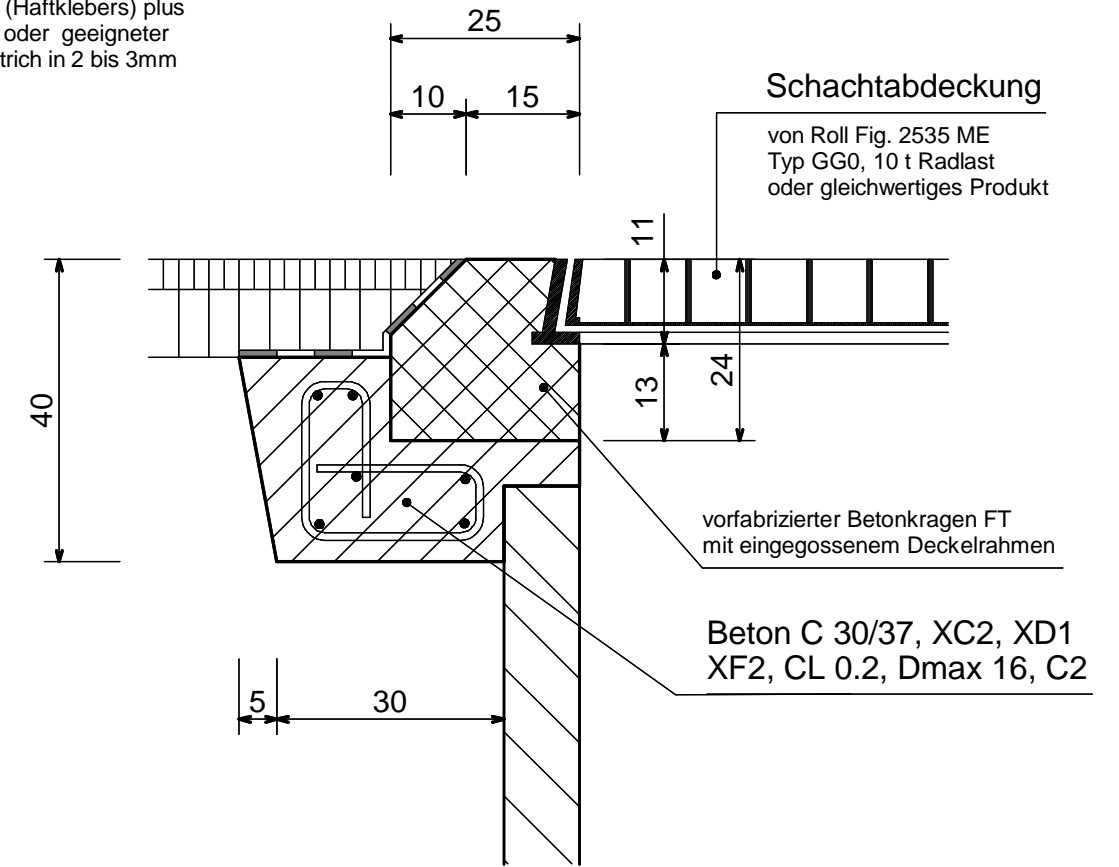 (Haftklebers) plus
oder geeigneter
trich in 2 bis 3mm
25
10
15
Schachtabdeckung
von Roll Fig. 2535 ME
Typ GG0, 10 t Radlast
oder gleichwertiges Produkt
11
40
13
24
vorfabrizierter Betonkragen FT
mit eingegossenem Deckelrahmen
Beton C 30/37, XC2, XD1
XF2, CL 0.2, Dmax 16, C2
5
30